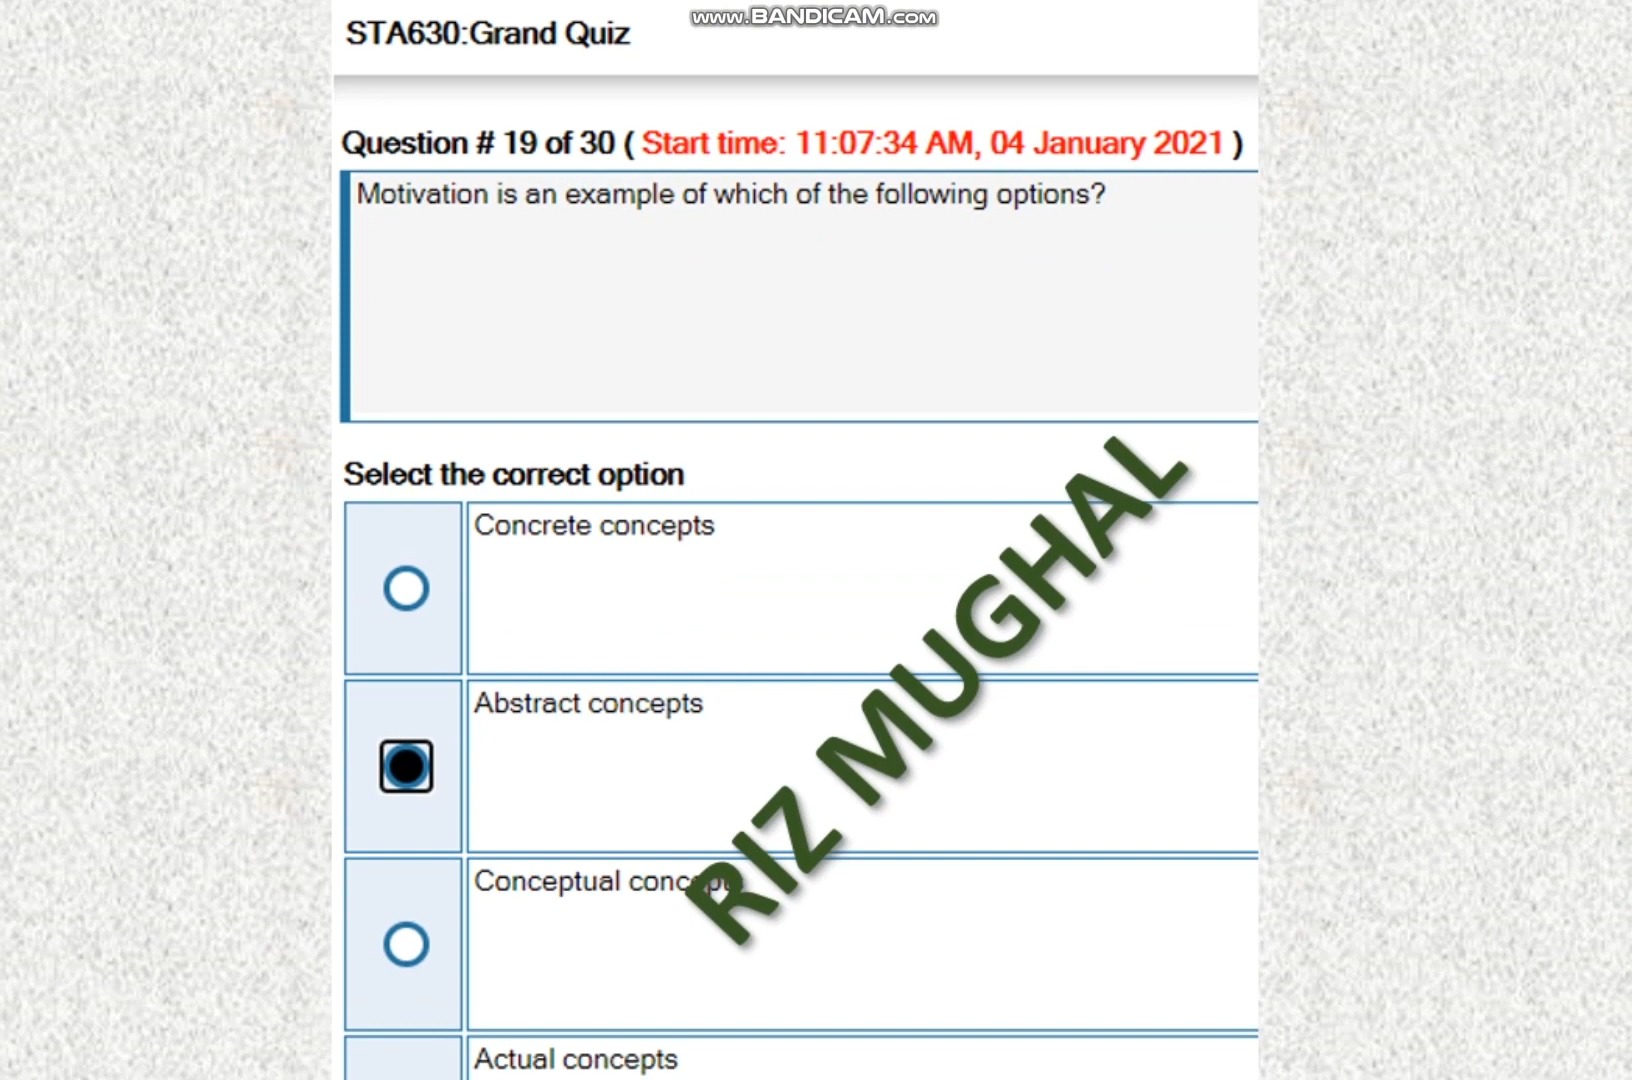 www.BANDICAM.com
STA630:Grand Quiz
Question # 19 of 30 ( Start time: 11:07:34 AM, 04 January 2021 )
Motivation is an example of which of the following options?
Select the correct option
Concrete concepts
Abstract concepts
Conceptual concepts
Actual concepts
RIZ MUGHAL